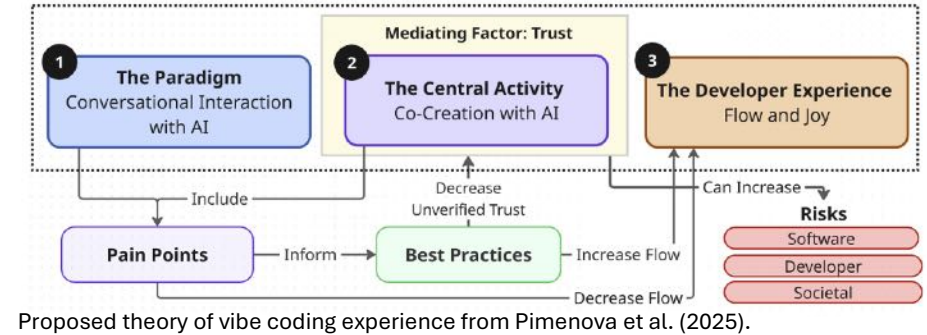 Mediating Factor: Trust
1
The Paradigm
Conversational Interaction
with AI
2
The Central Activity
Co-Creation with AI
3
The Developer Experience
Flow and Joy
Include
Decrease
Unverified Trust
Can Increase
Risks
Software
Developer
Societal
Pain Points
Inform
Best Practices
Increase Flow
Decrease Flow
Proposed theory of vibe coding experience from Pimenova et al. (2025).